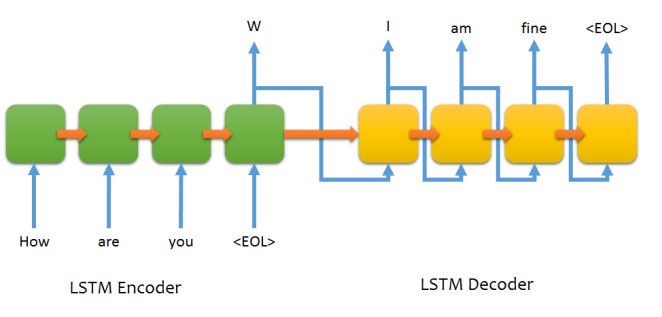 W I am fine <EOL>
How are you <EOL>
LSTM Encoder LSTM Decoder